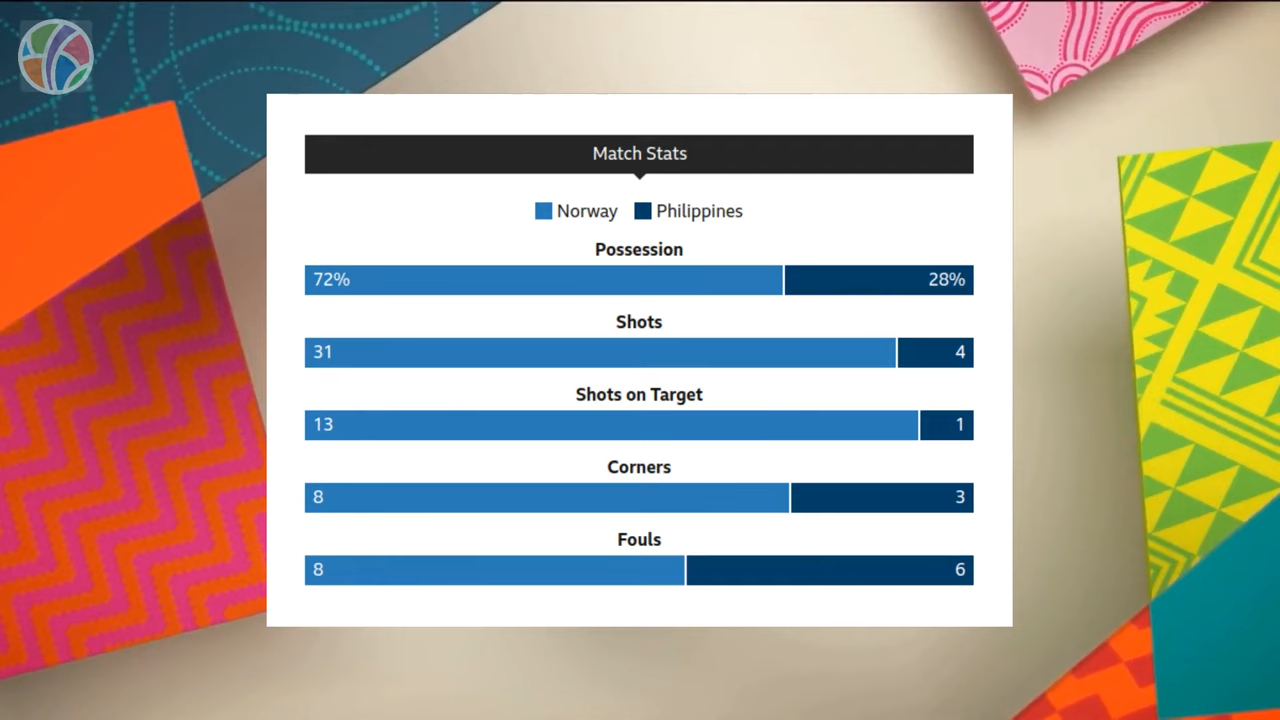 Match Stats
Norway Philippines
Possession
72% 28%
Shots
31 4
Shots on Target
13 1
Corners
8 3
Fouls
8 6